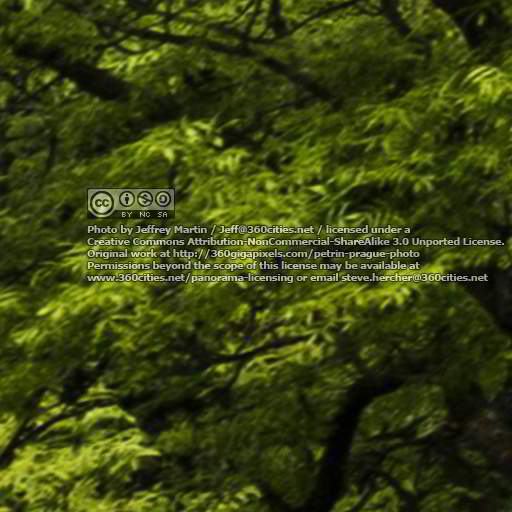 cc
BY NC SA
Photo by Jeffrey Martin / Jeff@360cities.net / licensed under a
Creative Commons Attribution-NonCommercial-ShareAlike 3.0 Unported License.
Original work at http://360gigapixels.com/petrin-prague-photo
Permissions beyond the scope of this license may be available at
www.360cities.net/panorama-licensing or email steve.hercher@360cities.net